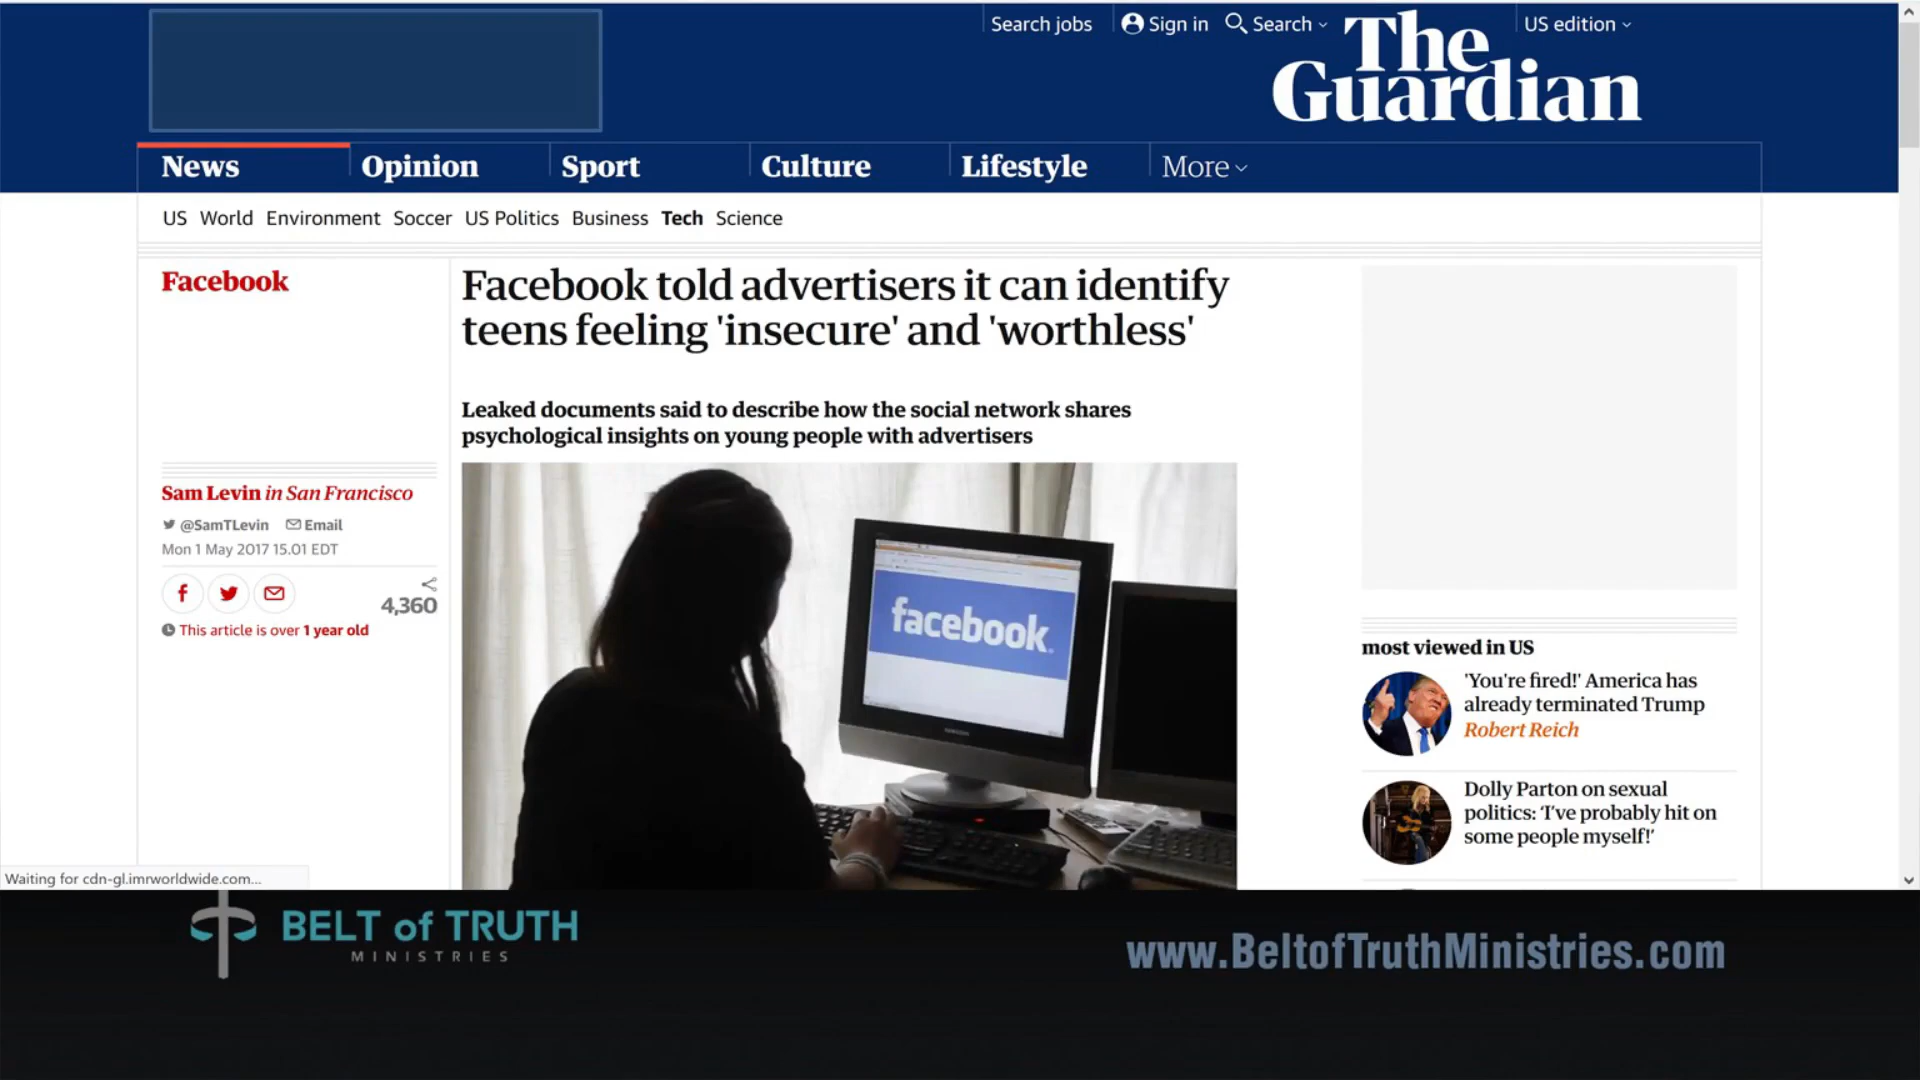 Search jobs
Sign in
Search
US edition
The
Guardian
News
Opinion
Sport
Culture
Lifestyle
More
US World Environment Soccer US Politics Business Tech Science
Facebook
Facebook told advertisers it can identify
teens feeling 'insecure' and 'worthless'
Leaked documents said to describe how the social network shares
psychological insights on young people with advertisers
Sam Levin in San Francisco
@SamTLevin Email
Mon 1 May 2017 15.01 EDT
4,360
This article is over 1 year old
facebook
SAMSUNG
most viewed in US
'You're fired!' America has
already terminated Trump
Robert Reich
Dolly Parton on sexual
politics: 'I've probably hit on
some people myself!'
Waiting for cdn-gl.imrworldwide.com...
BELT of TRUTH
MINISTRIES
www.BeltofTruthMinistries.com